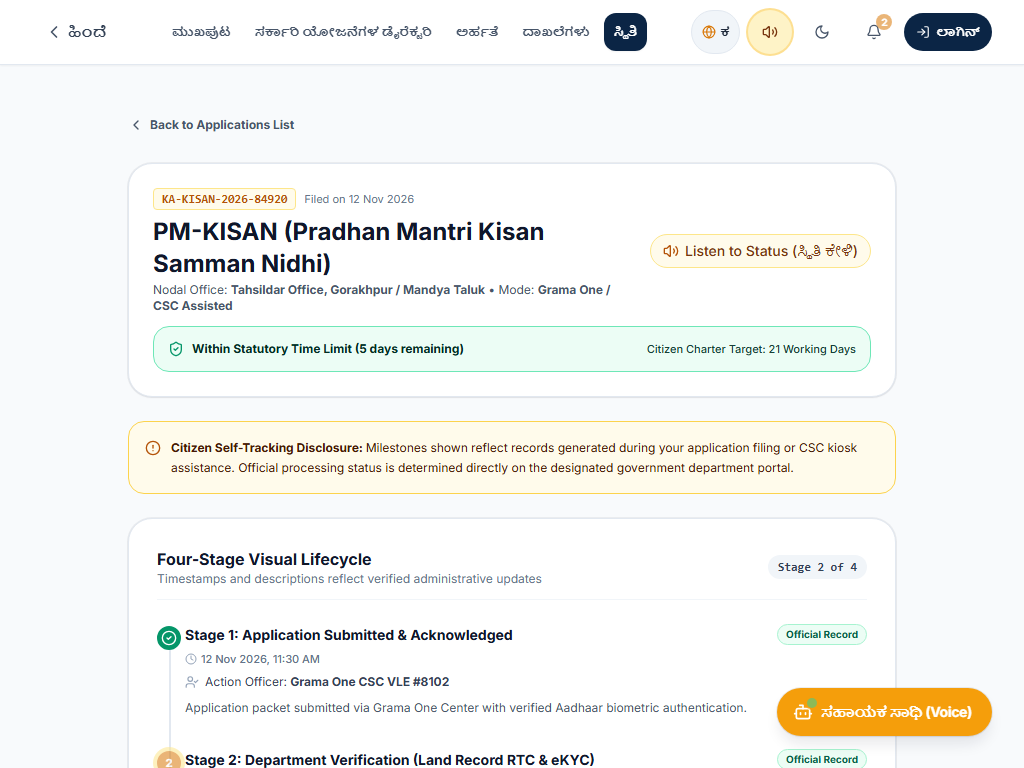 ಹಿಂದೆ
ಮುಖಪುಟ ಸರ್ಕಾರಿ ಯೋಜನೆಗಳ ಡೈರೆಕ್ಟರಿ ಅರ್ಹತೆ ದಾಖಲೆಗಳು ಸ್ಥಿತಿ ಕ 2 ಲಾಗಿನ್
Back to Applications List
KA-KISAN-2026-84920 Filed on 12 Nov 2026
PM-KISAN (Pradhan Mantri Kisan
Samman Nidhi)
Listen to Status (ಸ್ಥಿತಿ ಕೇಳಿ)
Nodal Office: Tahsildar Office, Gorakhpur / Mandya Taluk • Mode: Grama One /
CSC Assisted
Within Statutory Time Limit (5 days remaining) Citizen Charter Target: 21 Working Days
Citizen Self-Tracking Disclosure: Milestones shown reflect records generated during your application filing or CSC kiosk
assistance. Official processing status is determined directly on the designated government department portal.
Four-Stage Visual Lifecycle
Timestamps and descriptions reflect verified administrative updates
Stage 2 of 4
Stage 1: Application Submitted & Acknowledged Official Record
12 Nov 2026, 11:30 AM
Action Officer: Grama One CSC VLE #8102
Application packet submitted via Grama One Center with verified Aadhaar biometric authentication.
ಸಹಾಯಕ ಸಾಥಿ (Voice)
2 Stage 2: Department Verification (Land Record RTC & eKYC) Official Record